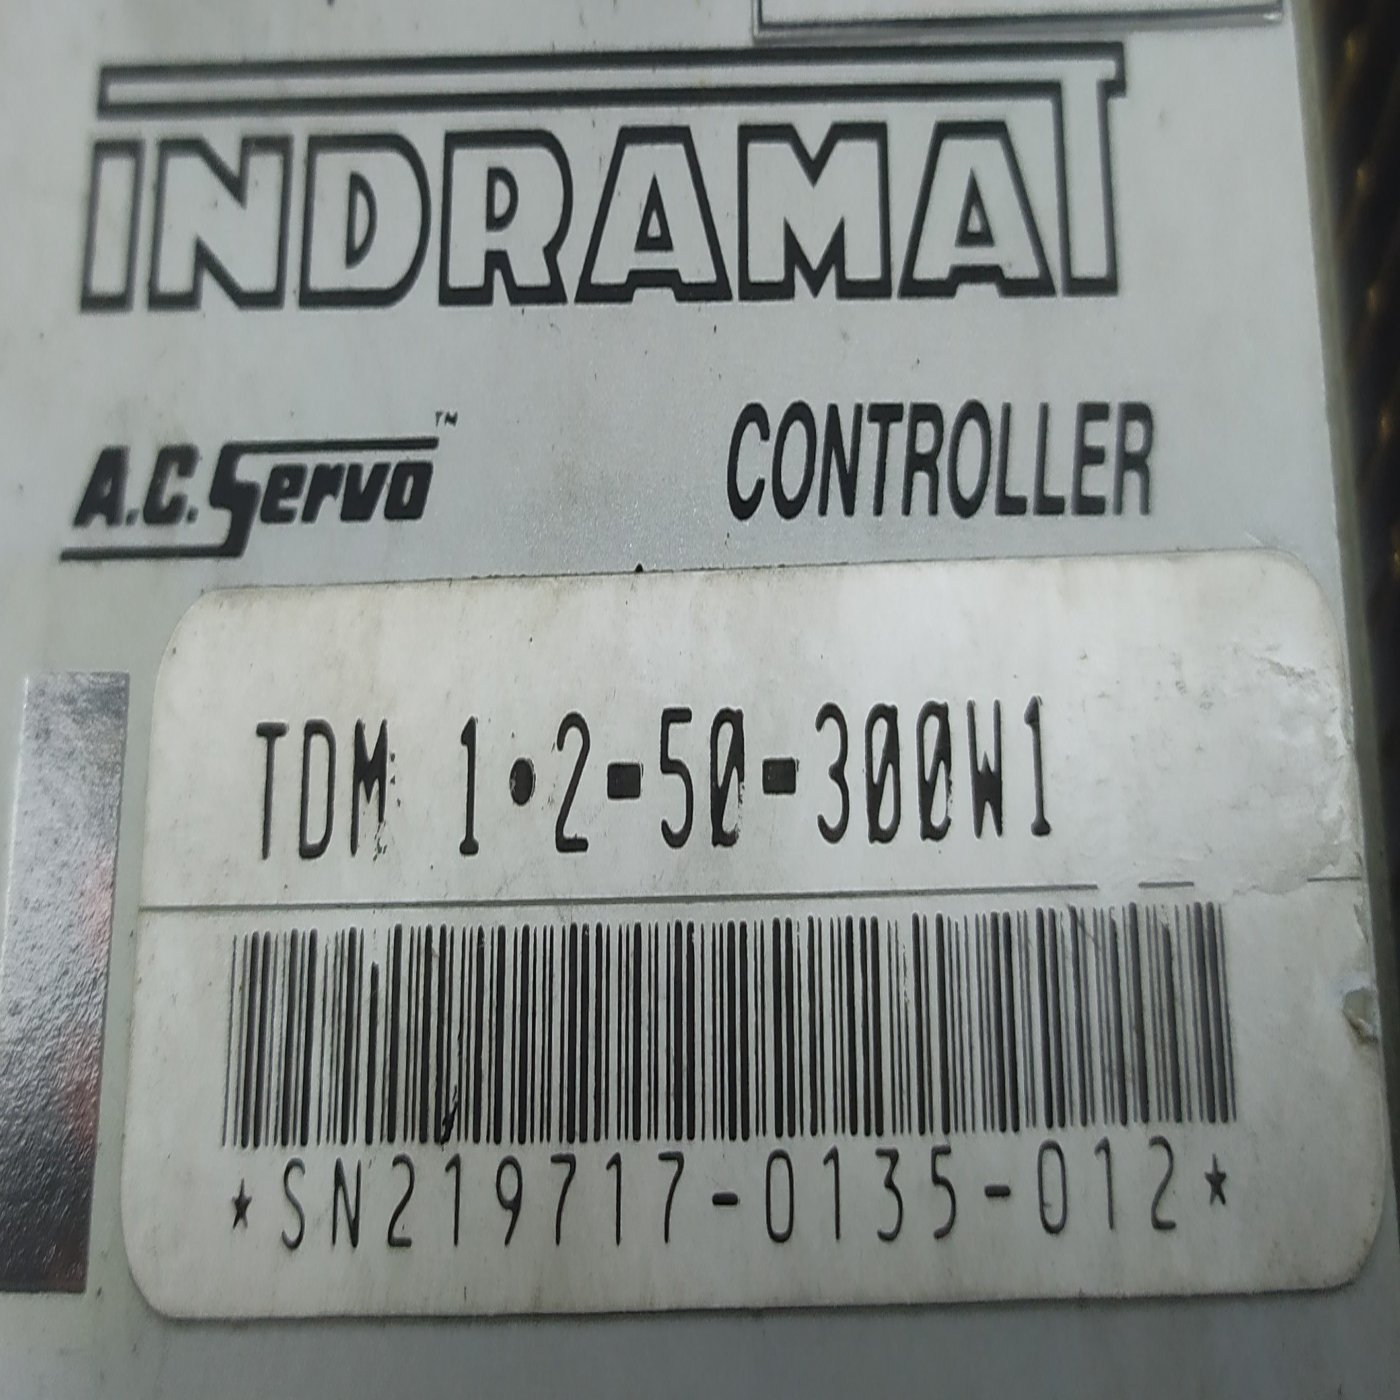 INDRAMAT
A.C. Servo™ CONTROLLER
TDM 1•2-50-300W1
*SN219717-0135-012*